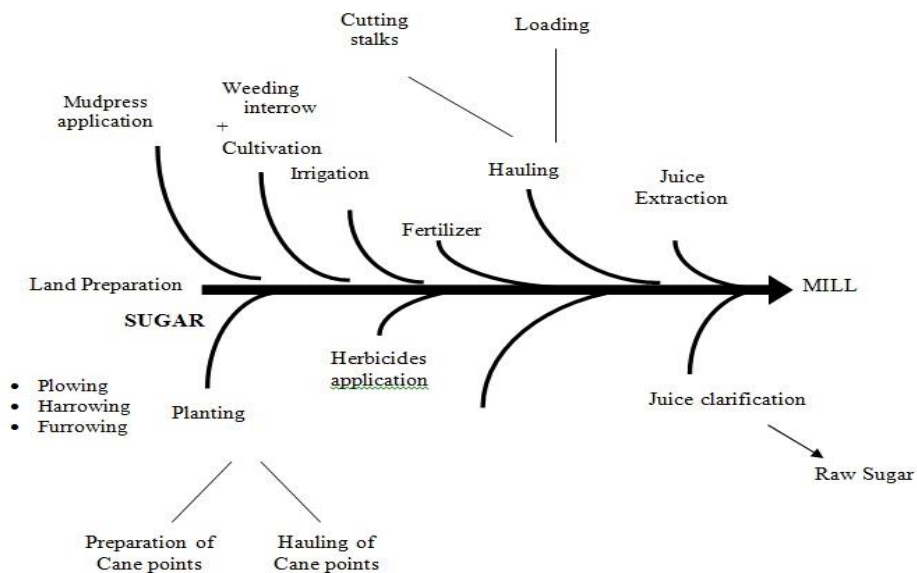 Cutting
stalks
Loading
Weeding
interrow
+
Cultivation
Mudpress
application
Irrigation
Hauling
Juice
Extraction
Fertilizer
Land Preparation
MILL
SUGAR
Herbicides
application
• Plowing
• Harrowing
• Furrowing
Planting
Juice clarification
Raw Sugar
Preparation of
Cane points
Hauling of
Cane points